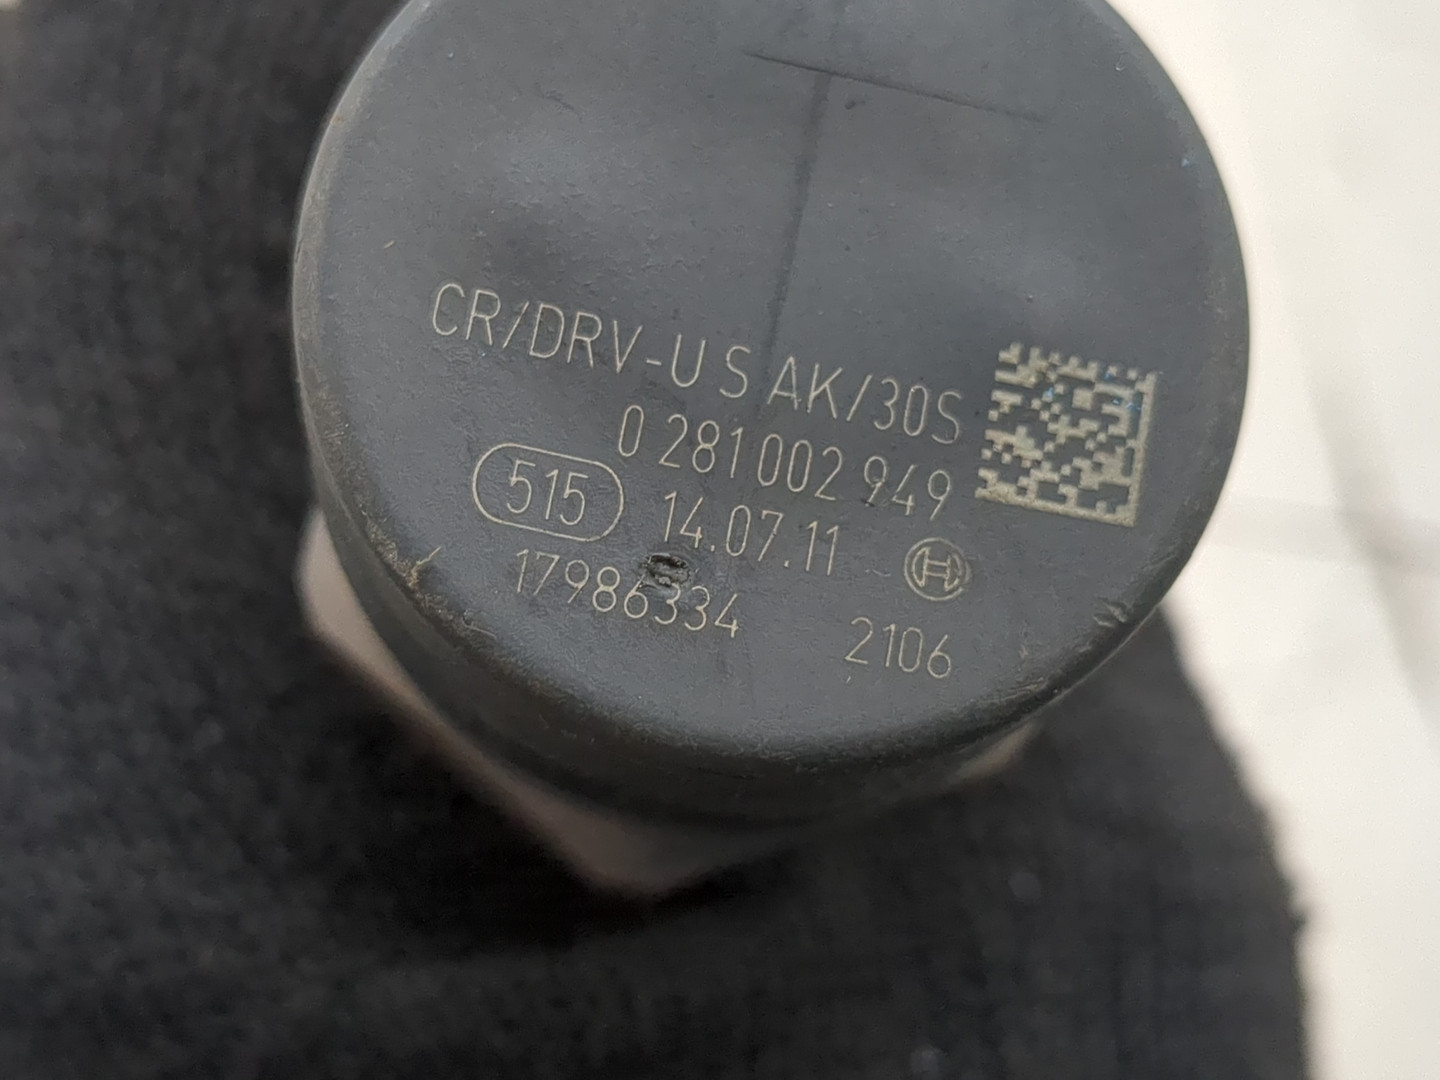 CR/DRV-U S AK/30S
0 281 002 949
515 14.07.11
17986334 2106